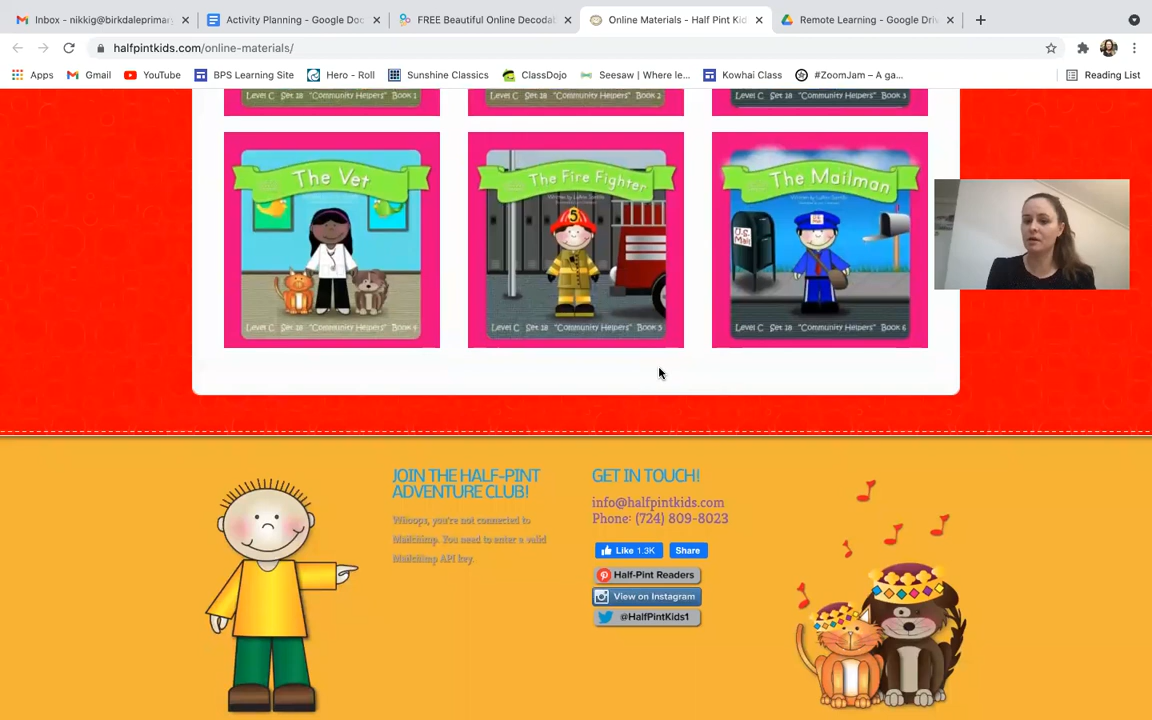 Inbox - nikkig@birkdaleprimary
Activity Planning - Google Doc
FREE Beautiful Online Decodab
Online Materials - Half Pint Kid
Remote Learning - Google Driv
halfpintkids.com/online-materials/
Apps
Gmail
YouTube
BPS Learning Site
Hero - Roll
Sunshine Classics
ClassDojo
Seesaw | Where le...
Kowhai Class
#ZoomJam – A ga...
Reading List
Level C Set 18 "Community Helpers" Book 1
Level C Set 18 "Community Helpers" Book 2
Level C Set 18 "Community Helpers" Book 3
The Vet
The Fire Fighter
The Mailman
5
U.S. Mail
Level C Set 18 "Community Helpers" Book 4
Level C Set 18 "Community Helpers" Book 5
Level C Set 18 "Community Helpers" Book 6
JOIN THE HALF-PINT
ADVENTURE CLUB!
Whoops, you're not connected to
Mailchimp. You need to enter a valid
Mailchimp API key.
GET IN TOUCH!
info@halfpintkids.com
Phone: (724) 809-8023
Like 1.3K
Share
Half-Pint Readers
View on Instagram
@HalfPintKids1